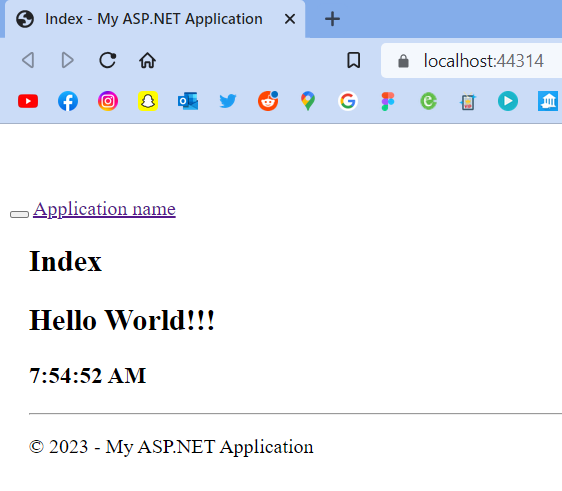 Index - My ASP.NET Application
localhost:44314
Application name
Index
Hello World!!!
7:54:52 AM
© 2023 - My ASP.NET Application